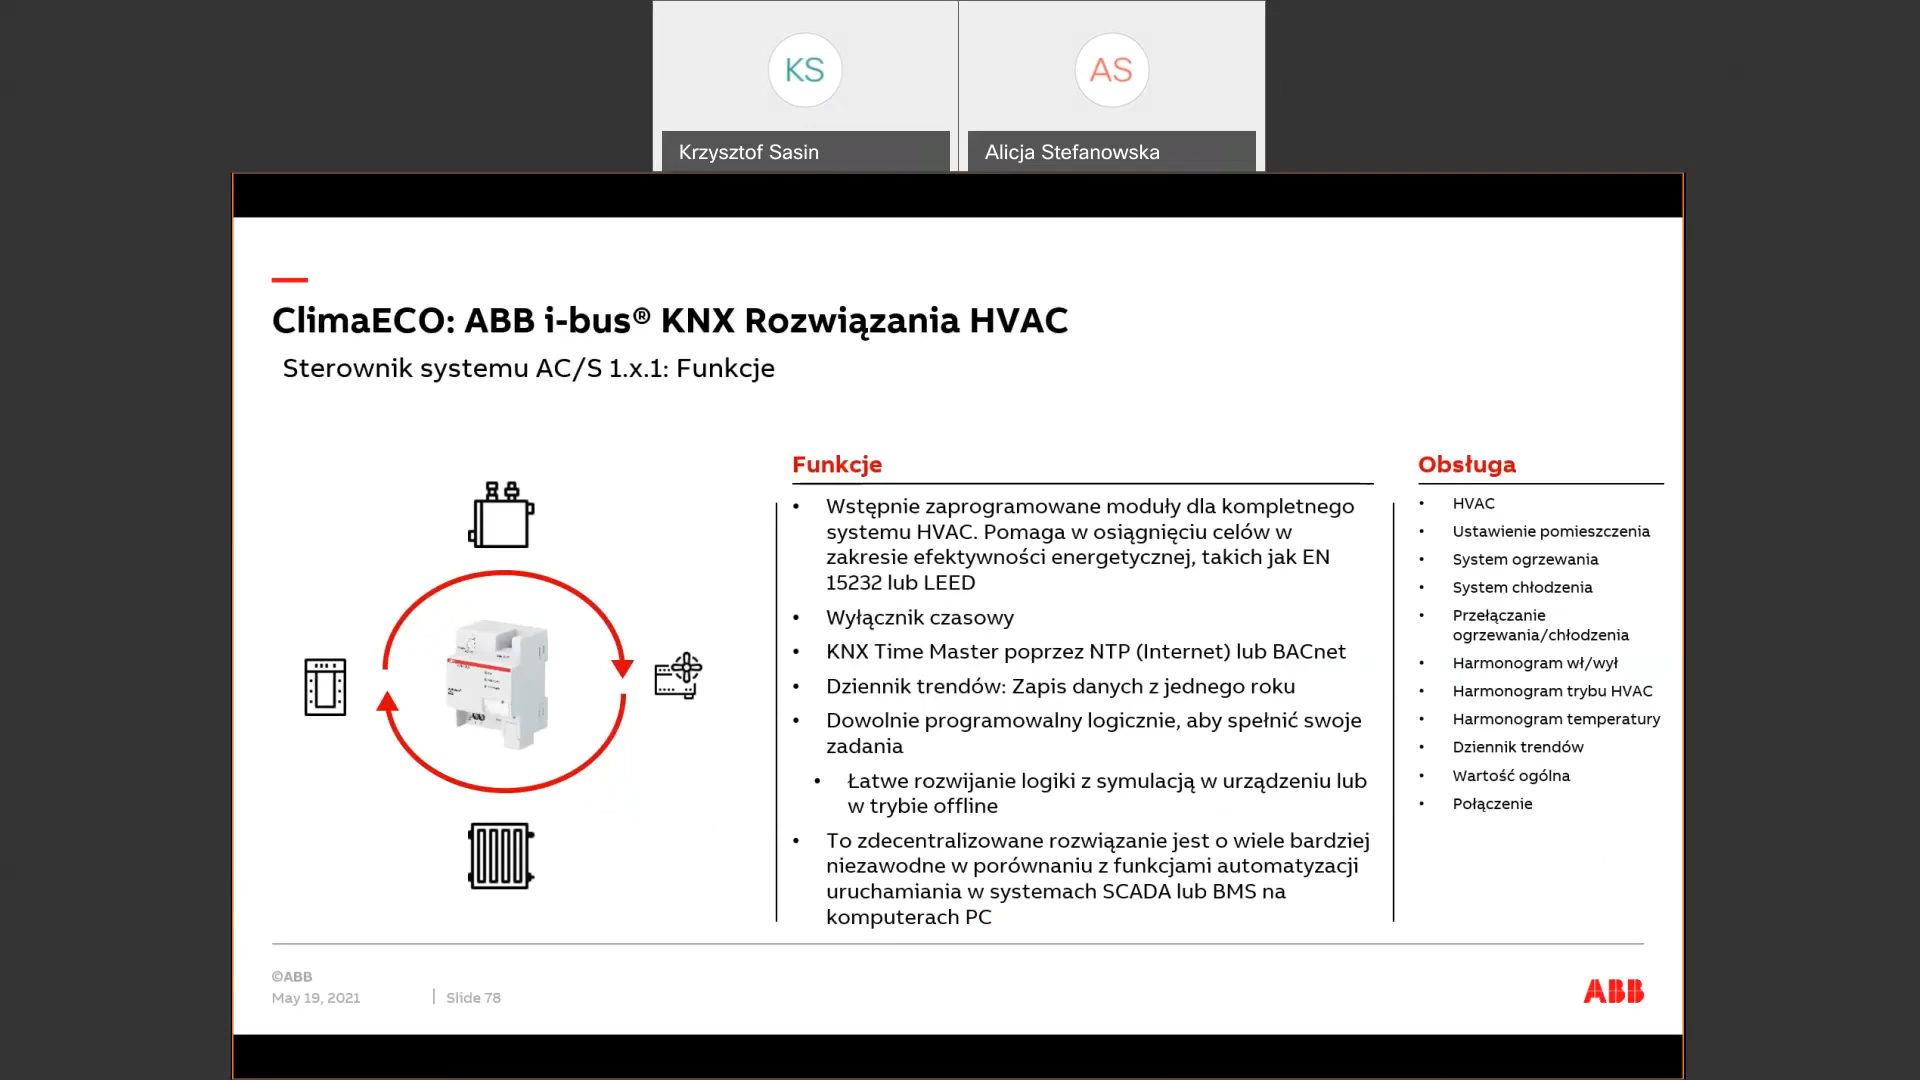 KS
AS
Krzysztof Sasin
Alicja Stefanowska
ClimaECO: ABB i-bus® KNX Rozwiązania HVAC
Sterownik systemu AC/S 1.x.1: Funkcje
Funkcje
• Wstępnie zaprogramowane moduły dla kompletnego
systemu HVAC. Pomaga w osiągnięciu celów w
zakresie efektywności energetycznej, takich jak EN
15232 lub LEED
• Wyłącznik czasowy
• KNX Time Master poprzez NTP (Internet) lub BACnet
• Dziennik trendów: Zapis danych z jednego roku
• Dowolnie programowalny logicznie, aby spełnić swoje
zadania
• Łatwe rozwijanie logiki z symulacją w urządzeniu lub
w trybie offline
• To zdecentralizowane rozwiązanie jest o wiele bardziej
niezawodne w porównaniu z funkcjami automatyzacji
uruchamiania w systemach SCADA lub BMS na
komputerach PC
Obsługa
• HVAC
• Ustawienie pomieszczenia
• System ogrzewania
• System chłodzenia
• Przełączanie
ogrzewania/chłodzenia
• Harmonogram wł/wył
• Harmonogram trybu HVAC
• Harmonogram temperatury
• Dziennik trendów
• Wartość ogólna
• Połączenie
©ABB
May 19, 2021
Slide 78
ABB